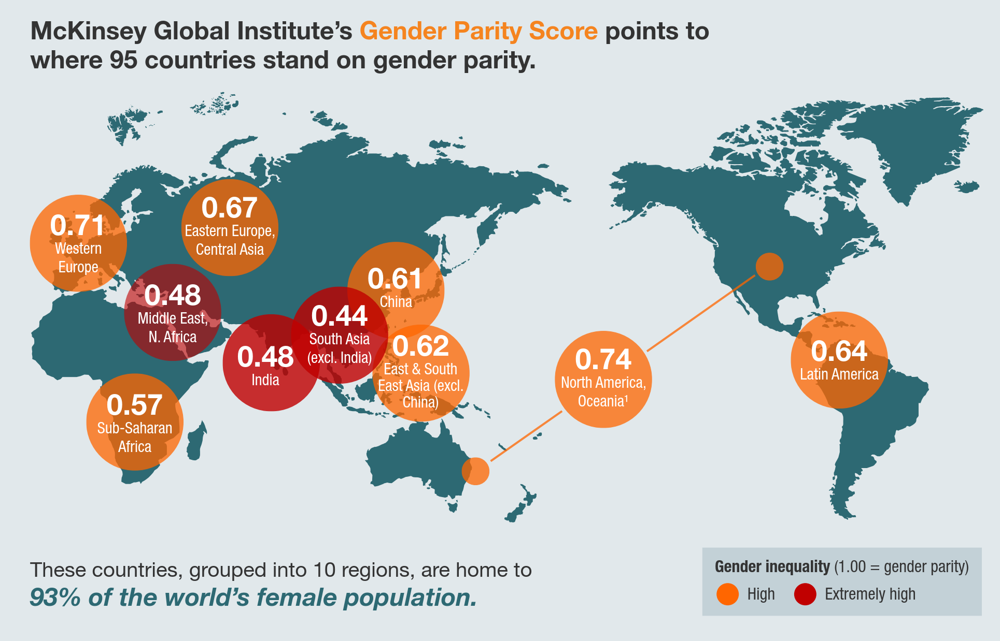 McKinsey Global Institute’s Gender Parity Score points to
where 95 countries stand on gender parity.
0.71
Western
Europe
0.67
Eastern Europe,
Central Asia
0.48
Middle East,
N. Africa
0.61
China
0.44
South Asia
(excl. India)
0.48
India
0.62
East & South
East Asia (excl.
China)
0.57
Sub-Saharan
Africa
0.74
North America,
Oceania¹
0.64
Latin America
These countries, grouped into 10 regions, are home to
93% of the world’s female population.
Gender inequality (1.00 = gender parity)
High
Extremely high